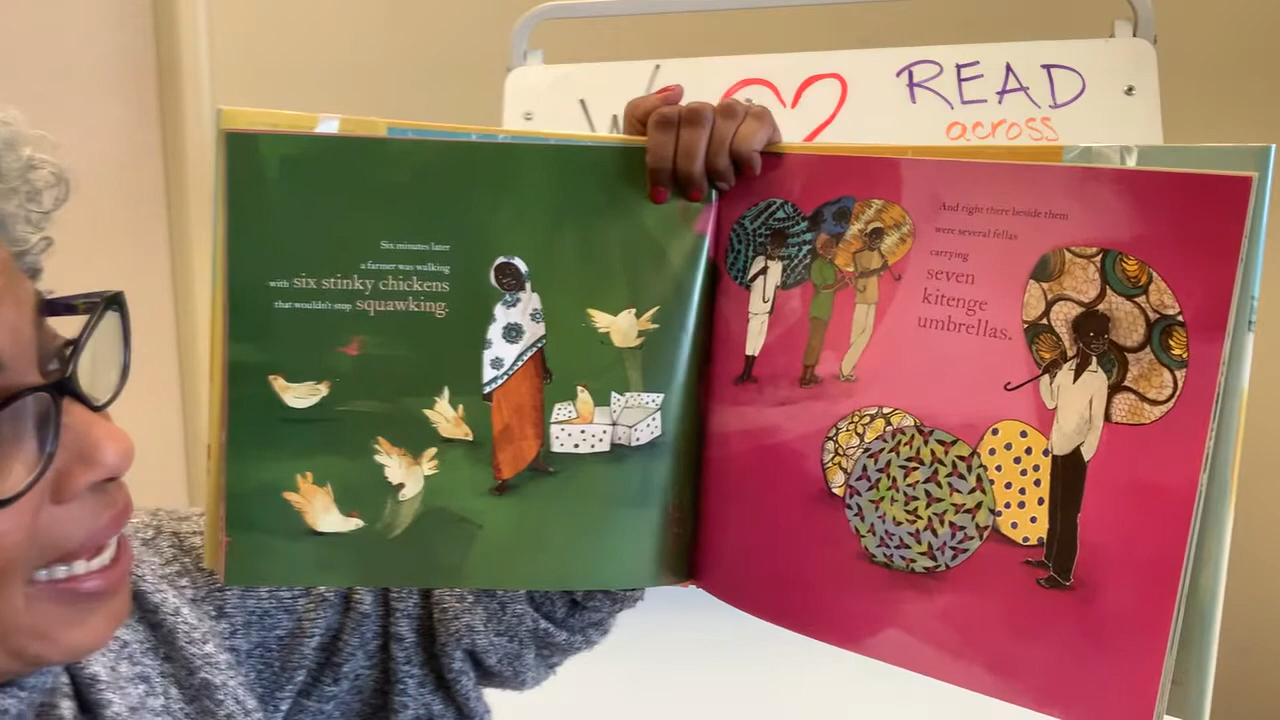 READ
across
Six minutes later
a farmer was walking
with six stinky chickens
that wouldn't stop squawking.
And right there beside them
were several fellas
carrying
seven
kitenge
umbrellas.